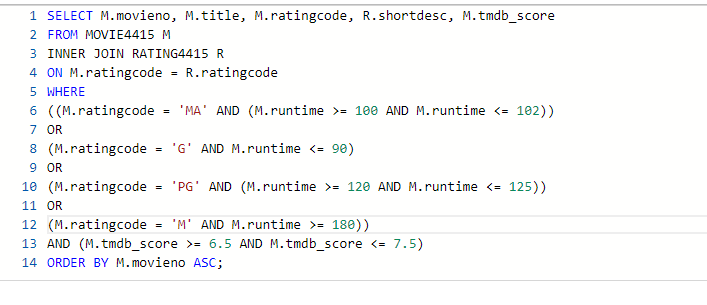 1 SELECT M.movieno, M.title, M.ratingcode, R.shortdesc, M.tmdb_score
2 FROM MOVIE4415 M
3 INNER JOIN RATING4415 R
4 ON M.ratingcode = R.ratingcode
5 WHERE
6 ((M.ratingcode = 'MA' AND (M.runtime >= 100 AND M.runtime <= 102))
7 OR
8 (M.ratingcode = 'G' AND M.runtime <= 90)
9 OR
10 (M.ratingcode = 'PG' AND (M.runtime >= 120 AND M.runtime <= 125))
11 OR
12 (M.ratingcode = 'M' AND M.runtime >= 180))
13 AND (M.tmdb_score >= 6.5 AND M.tmdb_score <= 7.5)
14 ORDER BY M.movieno ASC;